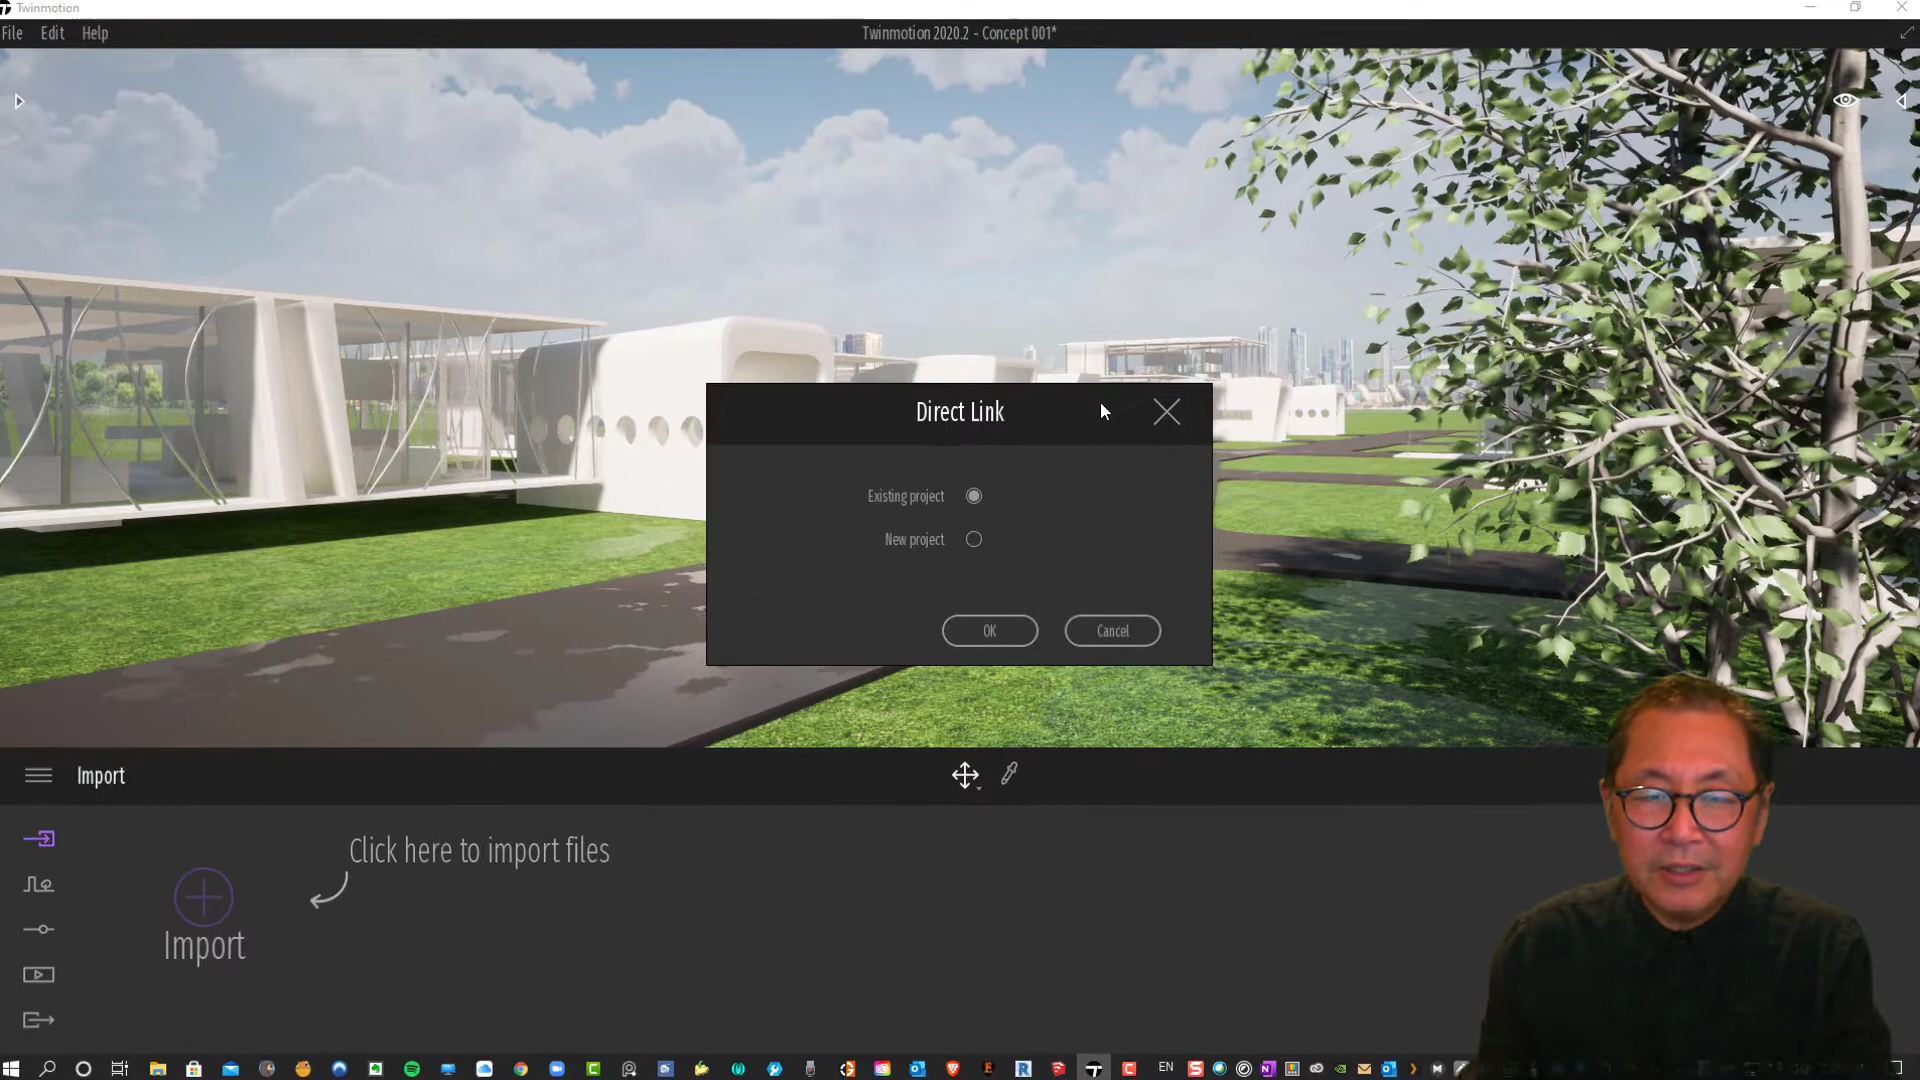 Twinmotion
File Edit Help
Twinmotion 2020.2 - Concept 001*
Direct Link
Existing project
New project
OK Cancel
Import
Click here to import files
Import
EN